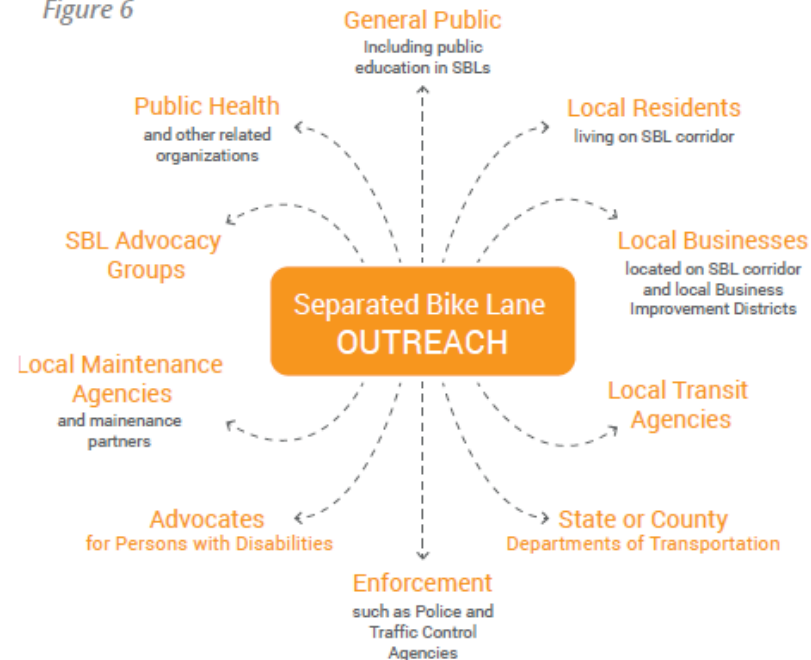 Figure 6
General Public
Including public
education in SBLs
Public Health
and other related
organizations
Local Residents
living on SBL corridor
SBL Advocacy
Groups
Local Businesses
located on SBL corridor
and local Business
Improvement Districts
Separated Bike Lane
OUTREACH
Local Maintenance
Agencies
and mainenance
partners
Local Transit
Agencies
Advocates
for Persons with Disabilities
State or County
Departments of Transportation
Enforcement
such as Police and
Traffic Control
Agencies